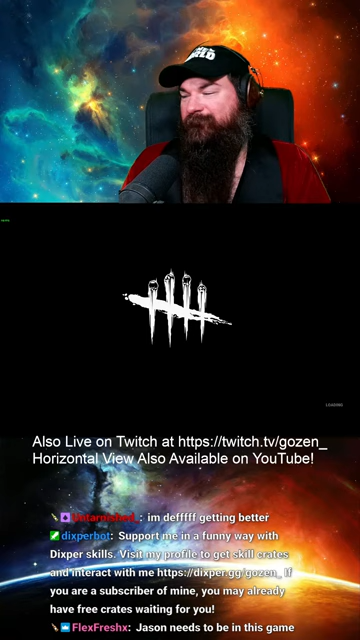 WORLD
LOADING
Also Live on Twitch at https://twitch.tv/gozen_
Horizontal View Also Available on YouTube!
im defffff getting better
dixperbot: Support me in a funny way with
Dixper skills. Visit my profile to get skill crates
and interact with me https://dixper.gg/gozen_ If
you are a subscriber of mine, you may already
have free crates waiting for you!
FlexFreshx: Jason needs to be in this game